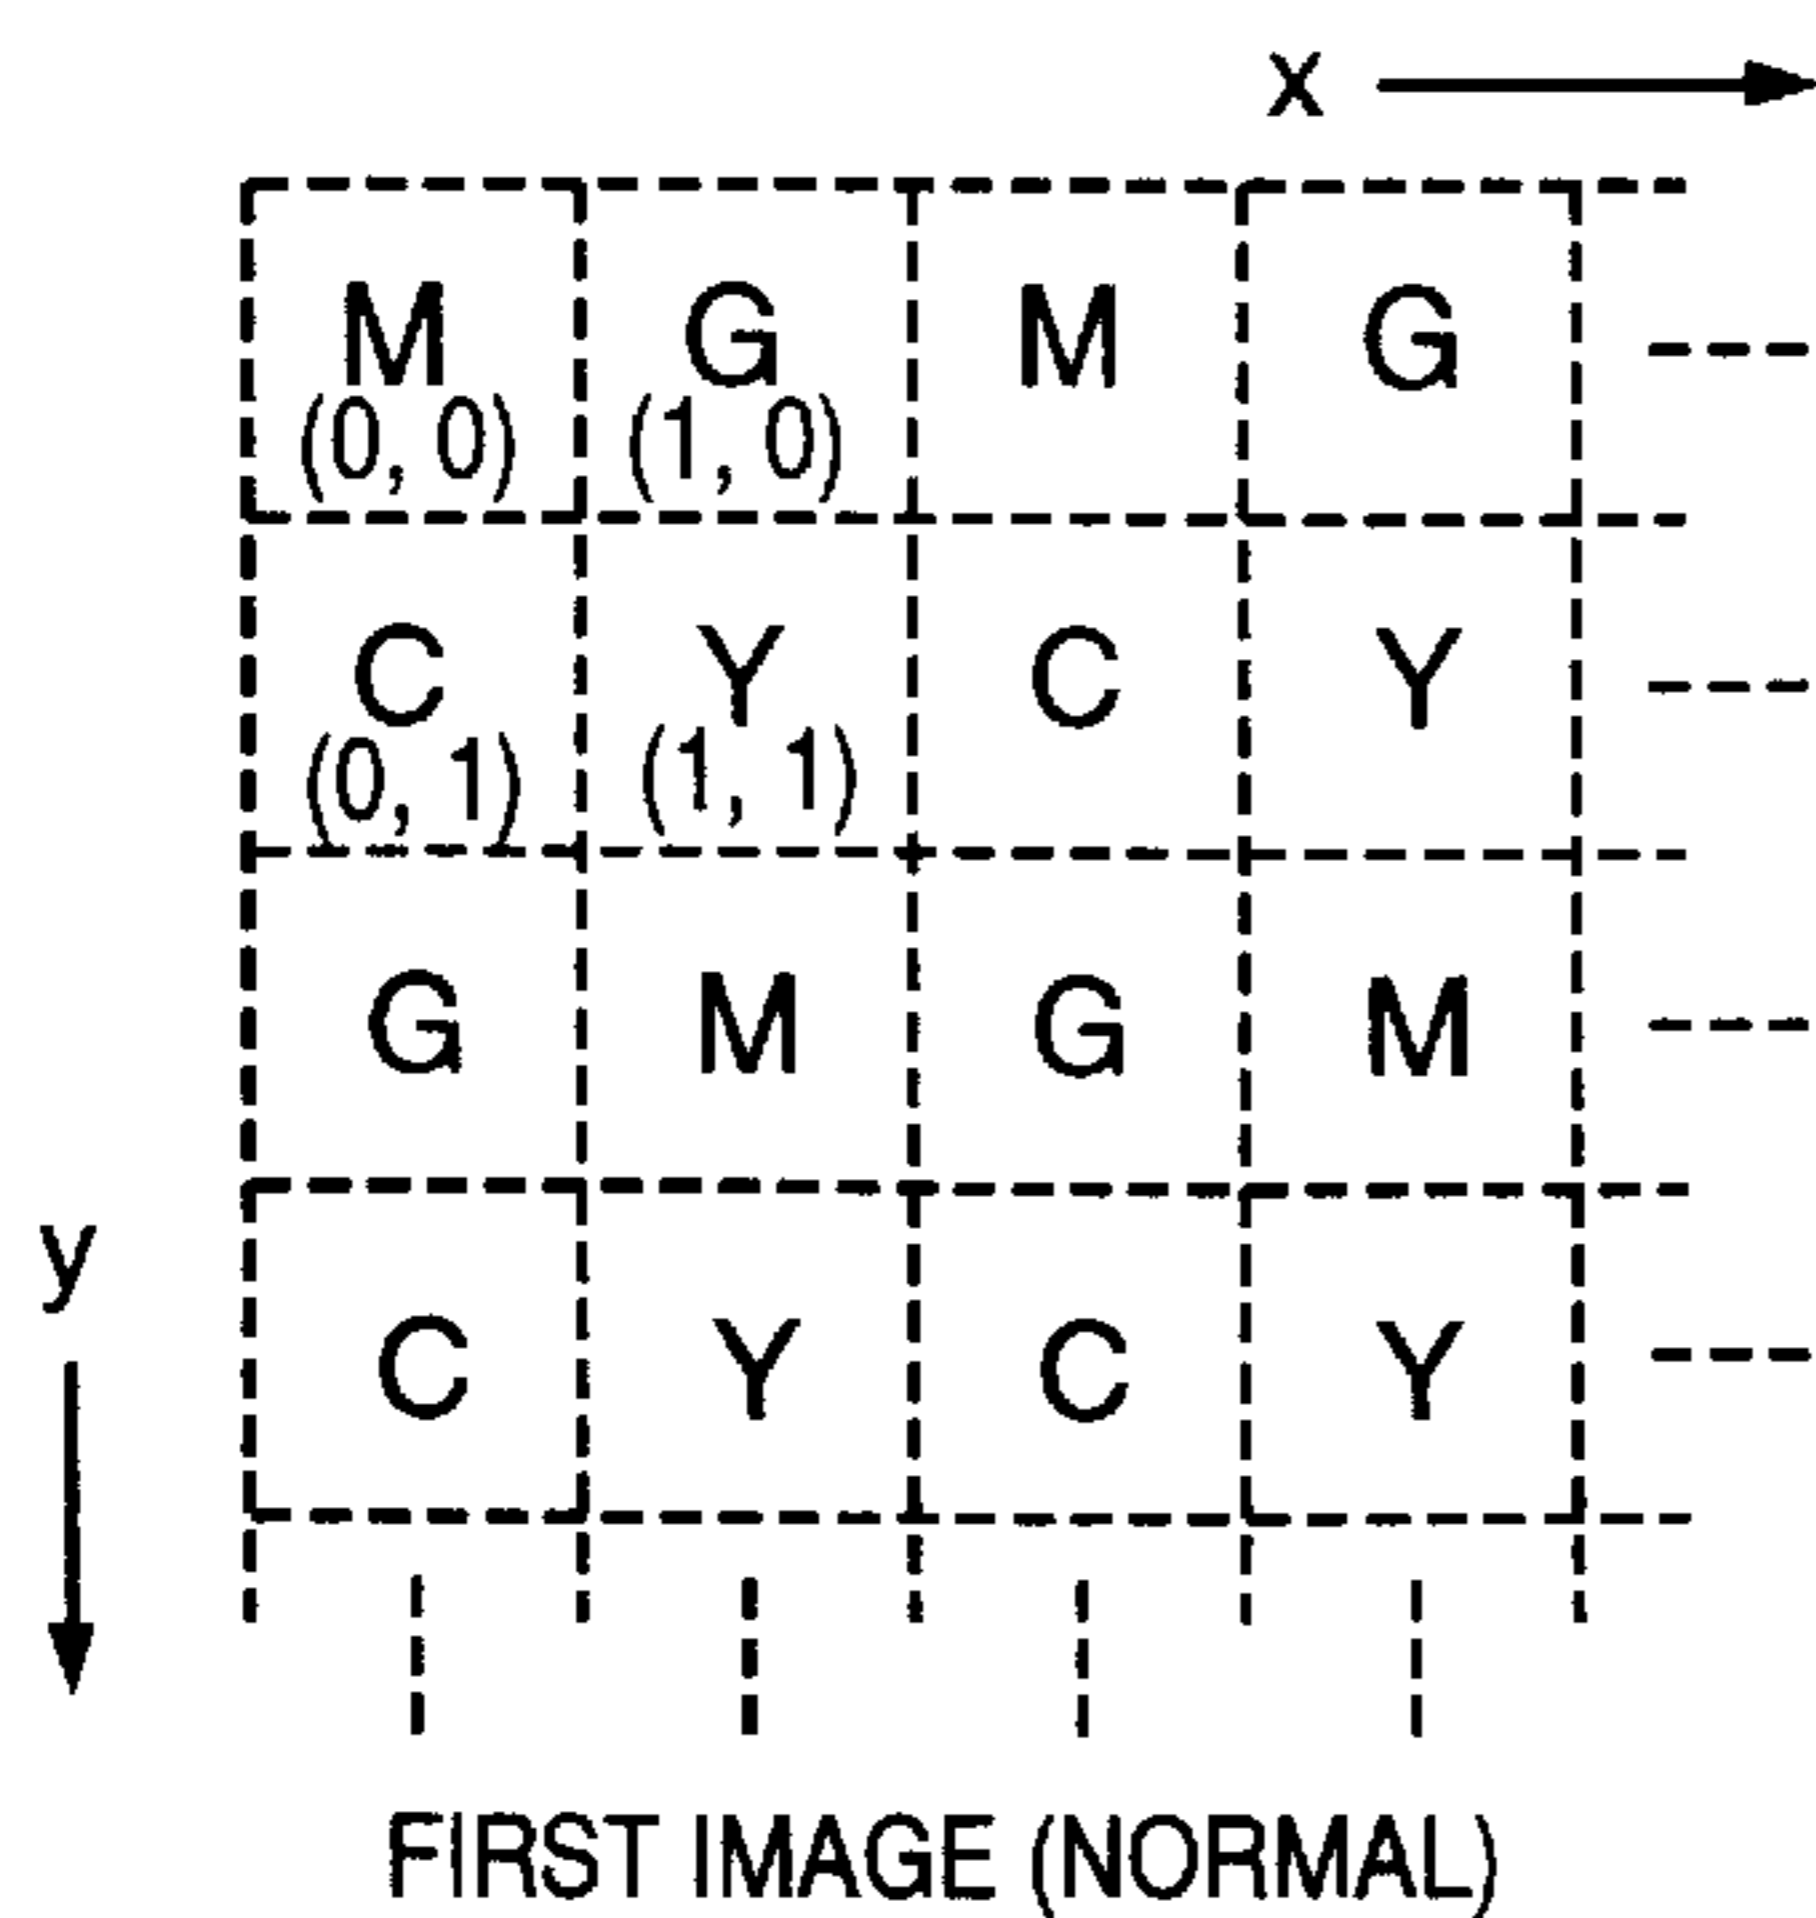 x
M G M G
(0, 0) (1, 0)
C Y C Y
(0, 1) (1, 1)
G M G M
y
C Y C Y
FIRST IMAGE (NORMAL)